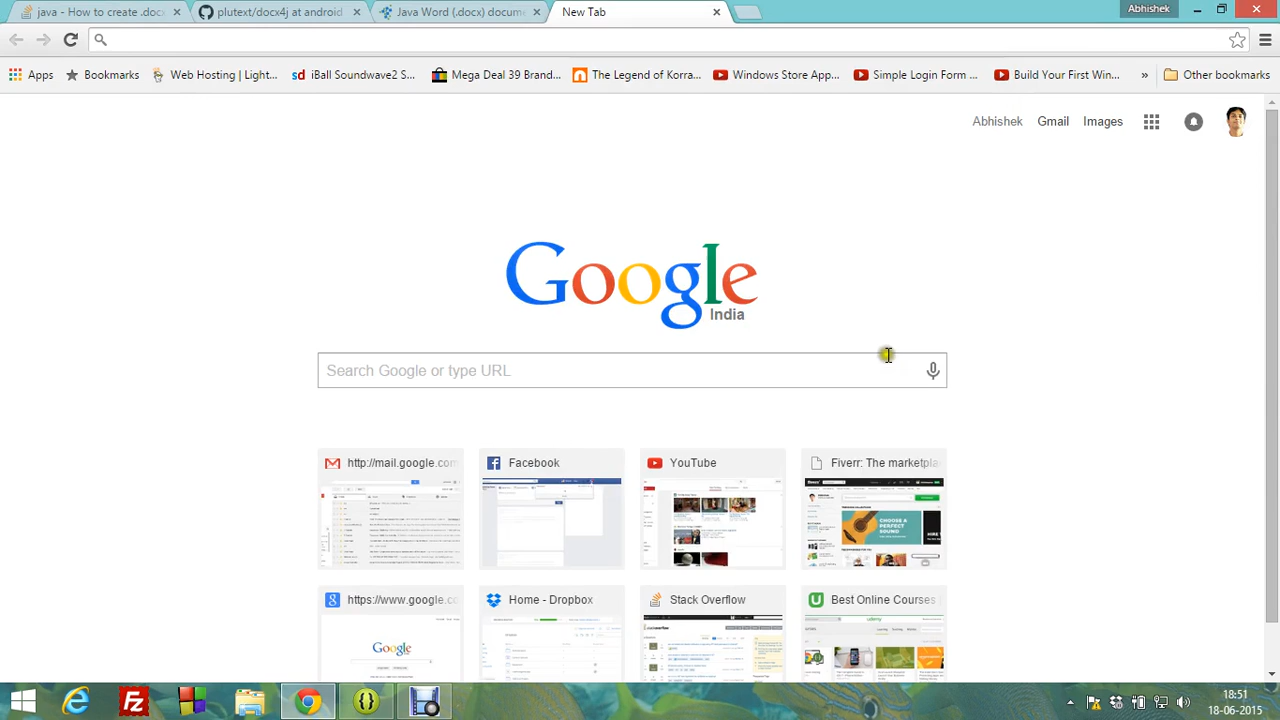 java - How to create .docx
plutext/docx4j at android
Java Word (.docx) docume
New Tab
Abhishek
Apps
Bookmarks
Web Hosting | Light...
iBall Soundwave2 S...
Mega Deal 39 Brand...
The Legend of Korra...
Windows Store App...
Simple Login Form ...
Build Your First Win...
»
Other bookmarks
Abhishek
Gmail
Images
Google
India
Search Google or type URL
http://mail.google.com
Facebook
YouTube
Fiverr: The marketpla
CHOOSE A
PERFECT
SOUND
https://www.google.co
Home - Dropbox
Stack Overflow
Best Online Courses
18:51
18-06-2015